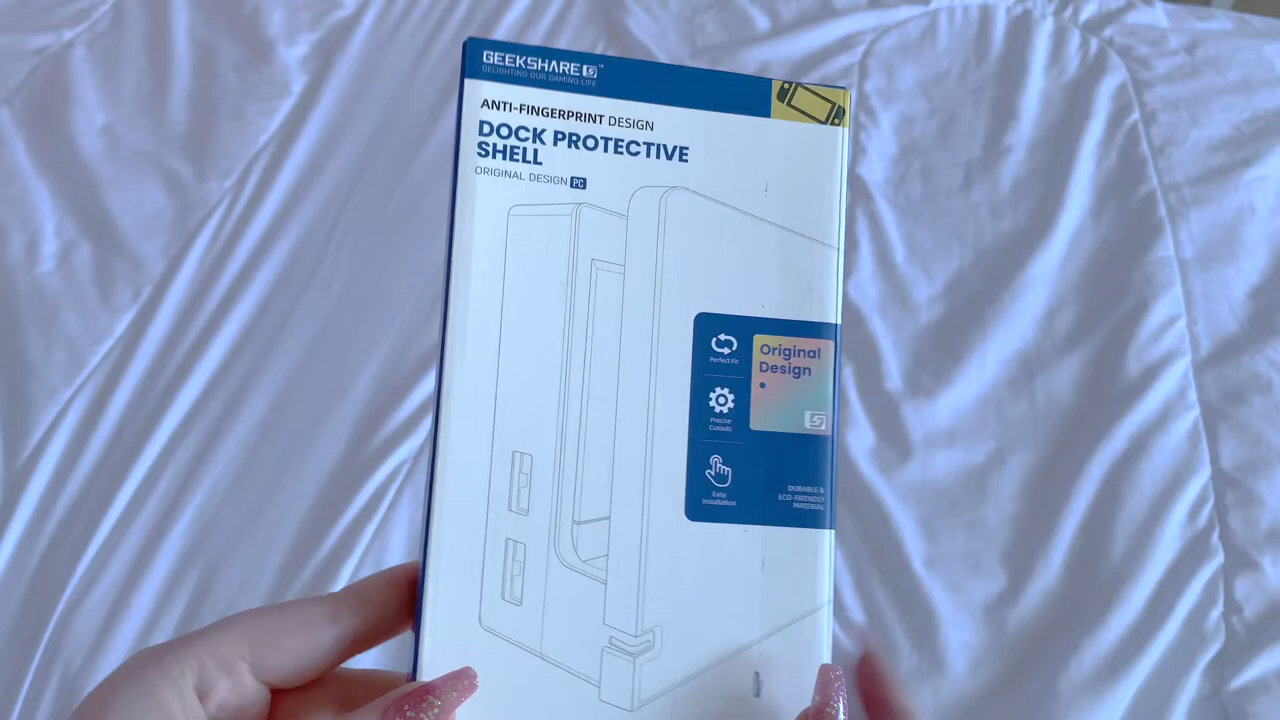 GEEKSHARE ™
DELIGHTING OUR GAMING LIFE
ANTI-FINGERPRINT DESIGN
DOCK PROTECTIVE
SHELL
ORIGINAL DESIGN PC
Perfect Fit
Original
Design
Precise
Cutouts
Easy
Installation
DURABLE &
ECO-FRIENDLY
MATERIAL